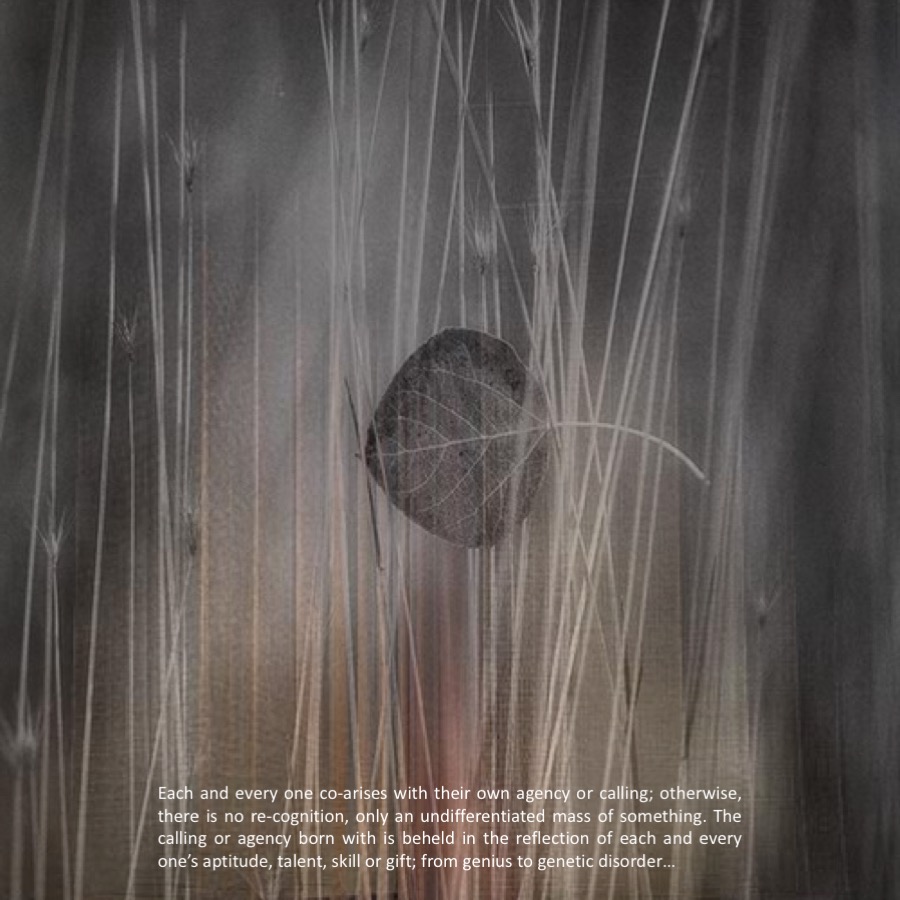 Each and every one co-arises with their own agency or calling; otherwise,
there is no re-cognition, only an undifferentiated mass of something. The
calling or agency born with is beheld in the reflection of each and every
one’s aptitude, talent, skill or gift; from genius to genetic disorder…